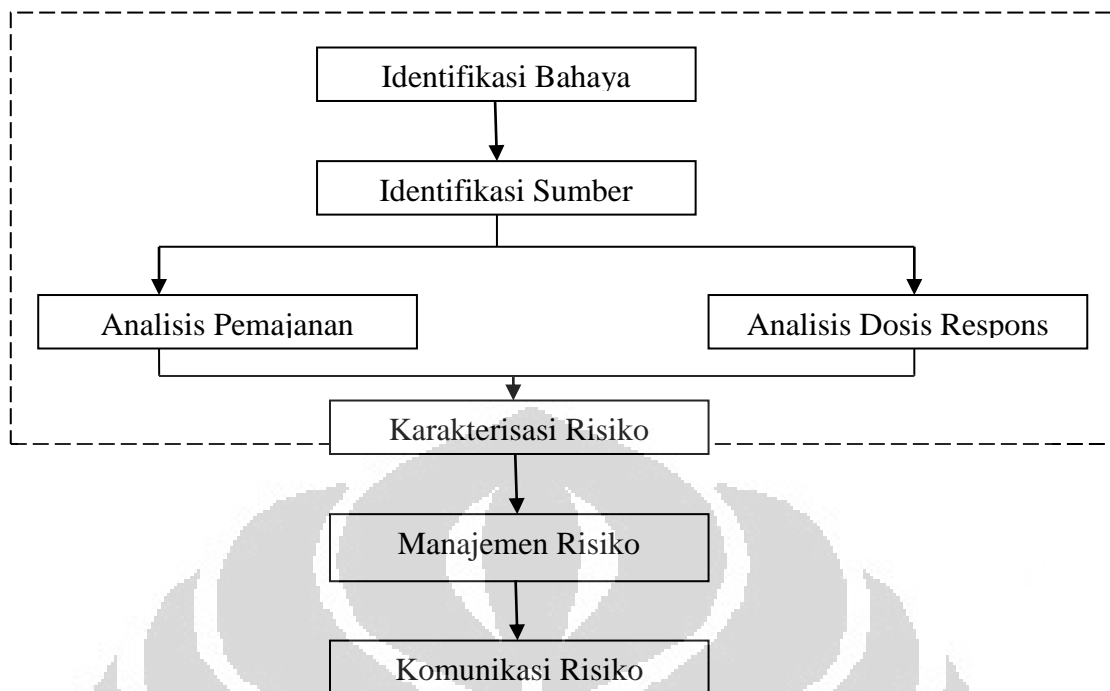 Identifikasi Bahaya
Identifikasi Sumber
Analisis Pemajanan
Analisis Dosis Respons
Karakterisasi Risiko
Manajemen Risiko
Komunikasi Risiko